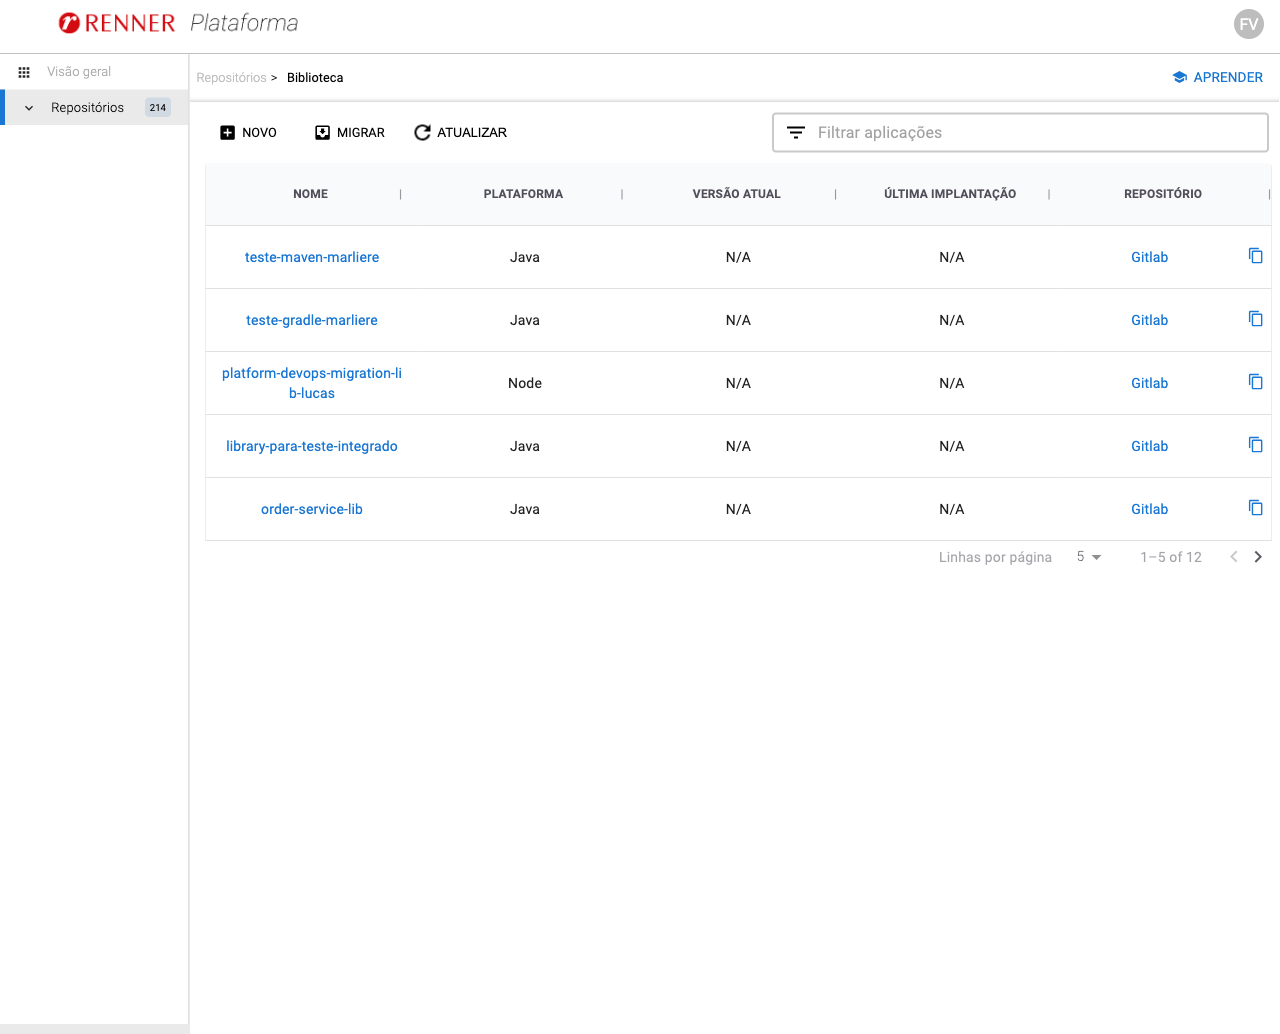 RENNER Plataforma
FV
Visão geral
Repositórios 214
Repositórios > Biblioteca
APRENDER
NOVO MIGRAR ATUALIZAR
Filtrar aplicações
NOME PLATAFORMA VERSÃO ATUAL ÚLTIMA IMPLANTAÇÃO REPOSITÓRIO
teste-maven-marliere Java N/A N/A Gitlab
teste-gradle-marliere Java N/A N/A Gitlab
platform-devops-migration-li
b-lucas Node N/A N/A Gitlab
library-para-teste-integrado Java N/A N/A Gitlab
order-service-lib Java N/A N/A Gitlab
Linhas por página 5 1–5 of 12